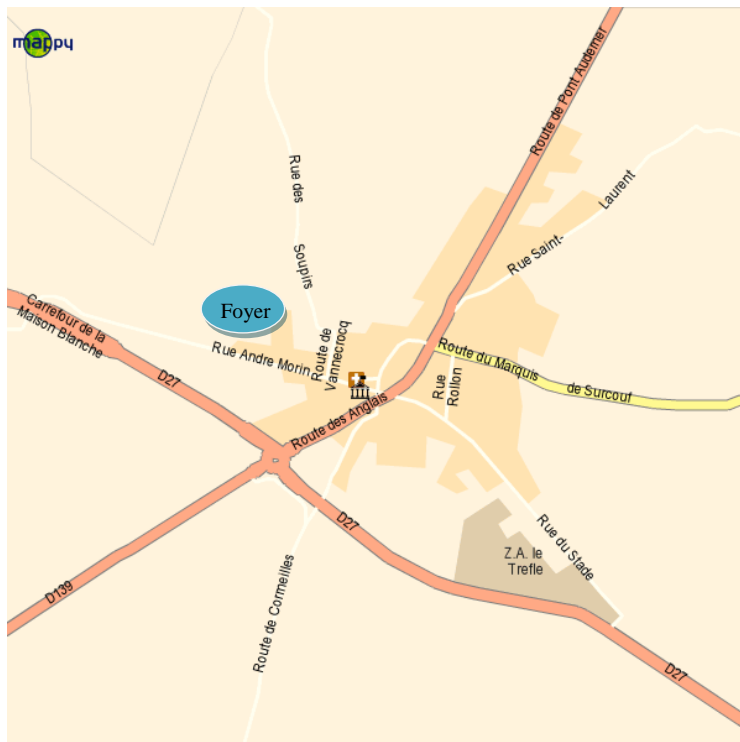 mappy
Route de Pont Audemer
Rue des
Soupirs
Laurent
Rue Saint-
Foyer
Carrefour de la
Maison Blanche
Rue Andre Morin
Route de
Vannecrocq
D27
Route du Marquis
de Surcouf
Rue
Rollon
Route des Anglais
D27
Rue du Stade
Z.A. le
Trefle
D139
Route de Cormeilles
D27